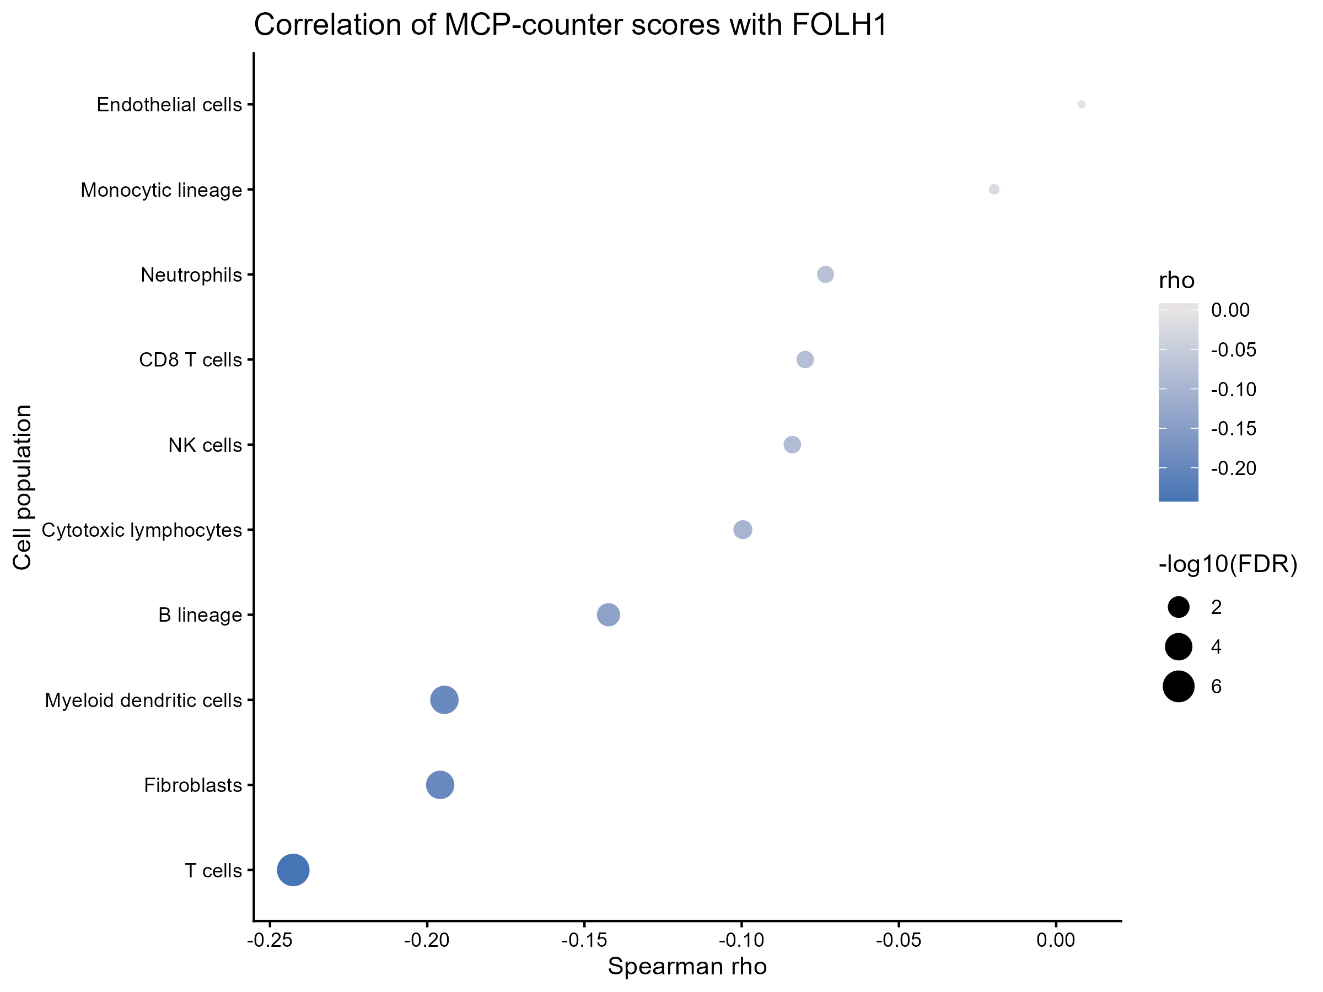 Correlation of MCP-counter scores with FOLH1
Cell population
Endothelial cells
Monocytic lineage
Neutrophils
CD8 T cells
NK cells
Cytotoxic lymphocytes
B lineage
Myeloid dendritic cells
Fibroblasts
T cells
-0.25 -0.20 -0.15 -0.10 -0.05 0.00
Spearman rho
rho
0.00
-0.05
-0.10
-0.15
-0.20
-log10(FDR)
2
4
6